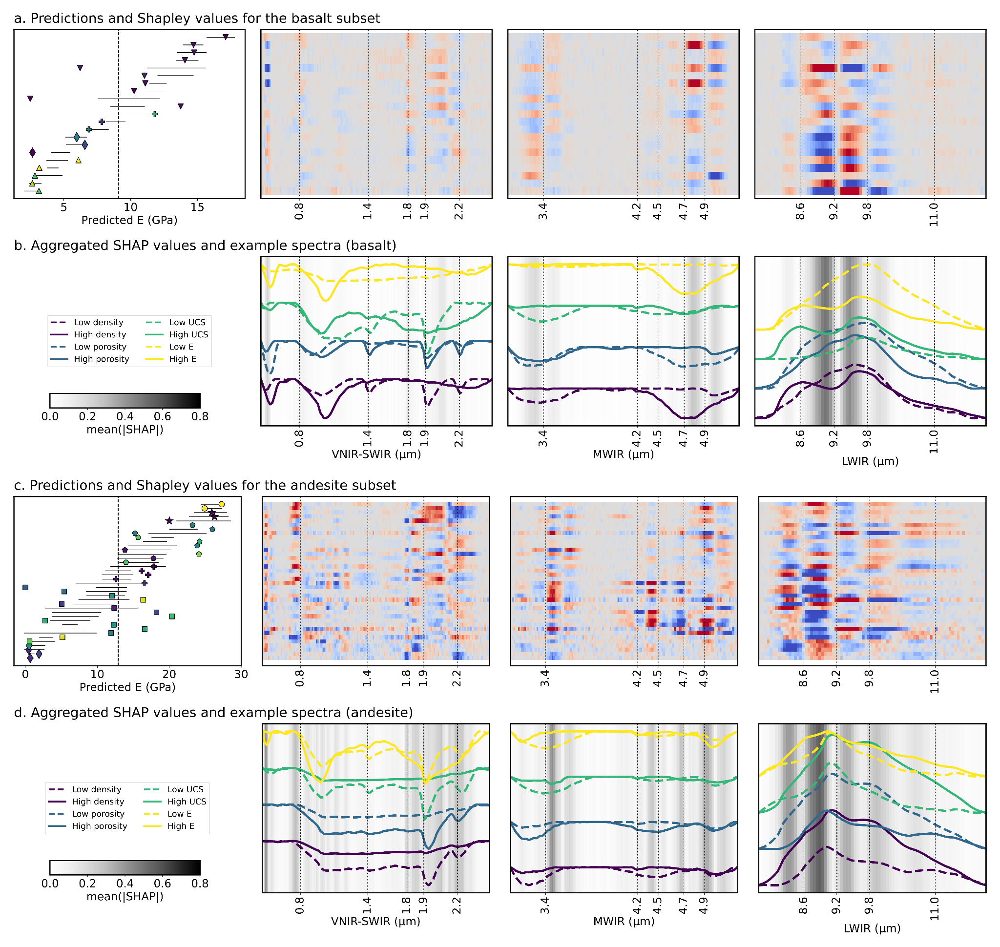 a. Predictions and Shapley values for the basalt subset
5 10 15
Predicted E (GPa)
0.8 1.4 1.8 1.9 2.2
3.4 4.2 4.5 4.7 4.9
8.6 9.2 9.8 11.0
b. Aggregated SHAP values and example spectra (basalt)
Low density
High density
Low porosity
High porosity
Low UCS
High UCS
Low E
High E
0.0 0.2 0.4 0.6 0.8
mean(|SHAP|)
0.8 1.4 1.8 1.9 2.2
VNIR-SWIR (μm)
3.4 4.2 4.5 4.7 4.9
MWIR (μm)
8.6 9.2 9.8 11.0
LWIR (μm)
c. Predictions and Shapley values for the andesite subset
0 10 20 30
Predicted E (GPa)
0.8 1.4 1.8 1.9 2.2
3.4 4.2 4.5 4.7 4.9
8.6 9.2 9.8 11.0
d. Aggregated SHAP values and example spectra (andesite)
Low density
High density
Low porosity
High porosity
Low UCS
High UCS
Low E
High E
0.0 0.2 0.4 0.6 0.8
mean(|SHAP|)
0.8 1.4 1.8 1.9 2.2
VNIR-SWIR (μm)
3.4 4.2 4.5 4.7 4.9
MWIR (μm)
8.6 9.2 9.8 11.0
LWIR (μm)